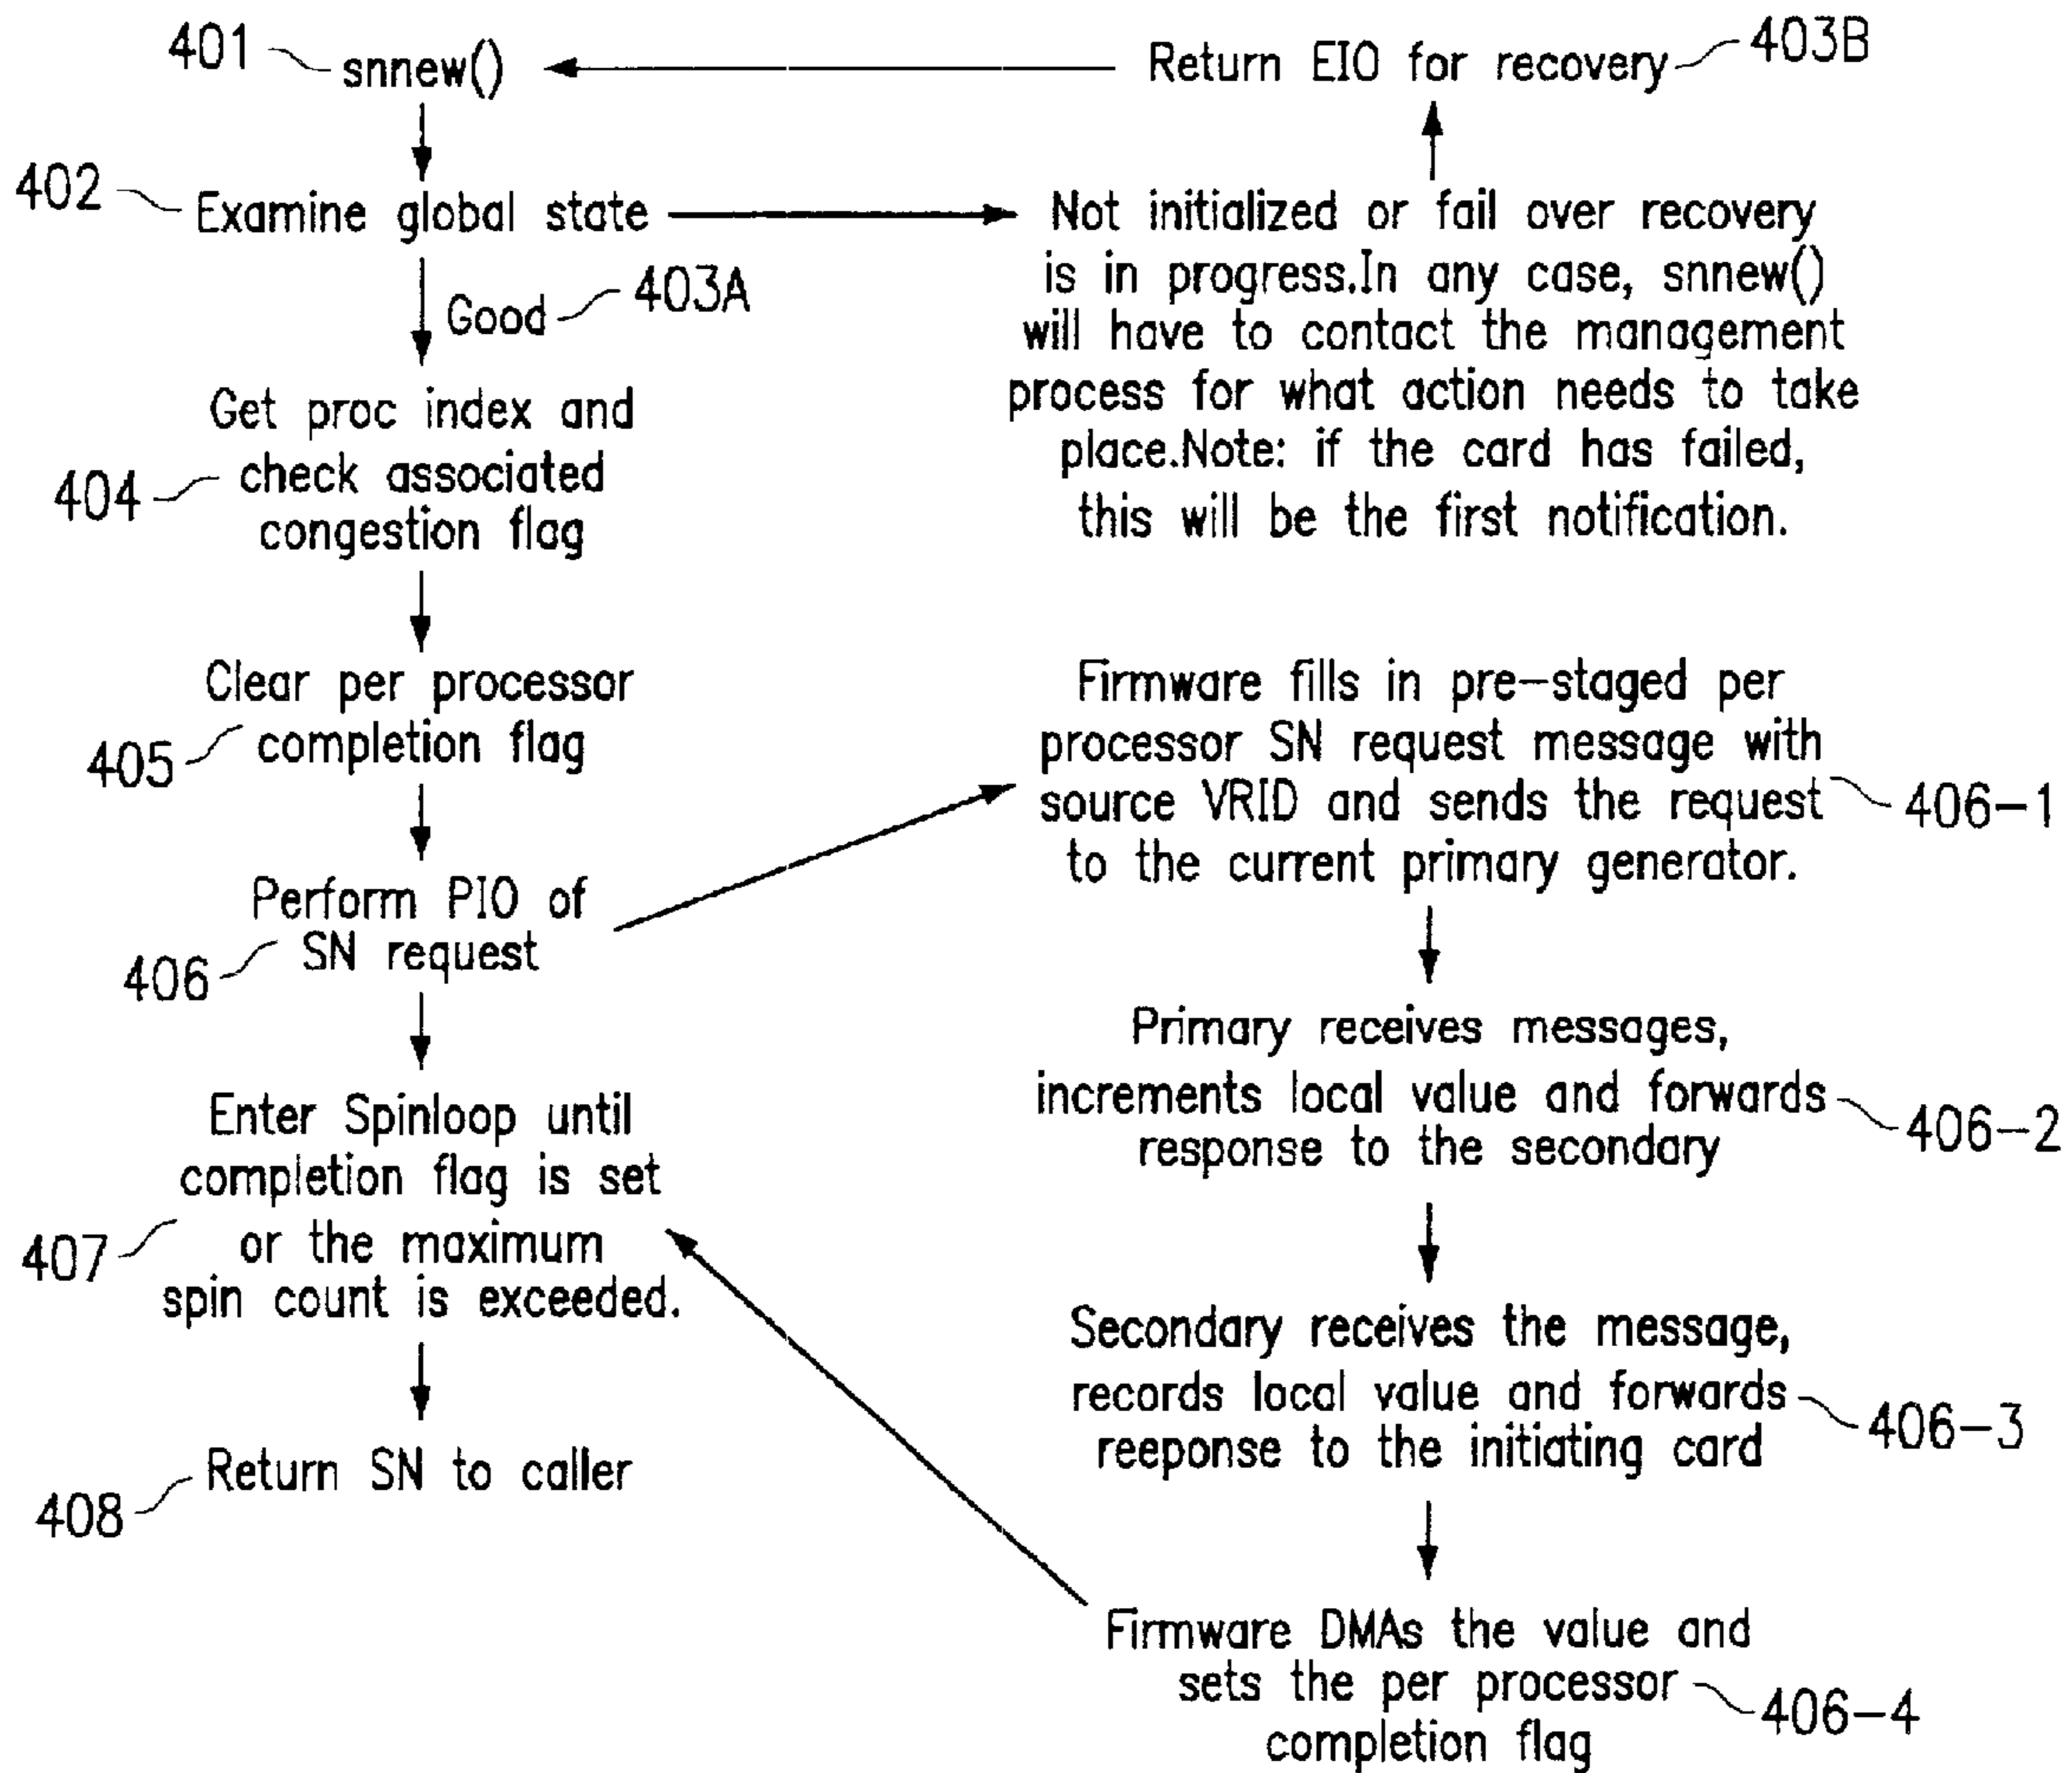 401
snnew()
Return EIO for recovery
403B
402
Examine global state
Not initialized or fail over recovery
is in progress.In any case, snnew()
will have to contact the management
process for what action needs to take
place.Note: if the card has failed,
this will be the first notification.
Good
403A
Get proc index and
check associated
congestion flag
404
Clear per processor
completion flag
405
Perform PIO of
SN request
406
Firmware fills in pre-staged per
processor SN request message with
source VRID and sends the request
to the current primary generator.
406-1
Primary receives messages,
increments local value and forwards
response to the secondary
406-2
Enter Spinloop until
completion flag is set
or the maximum
spin count is exceeded.
407
Secondary receives the message,
records local value and forwards
reeponse to the initiating card
406-3
Return SN to caller
408
Firmware DMAs the value and
sets the per processor
completion flag
406-4